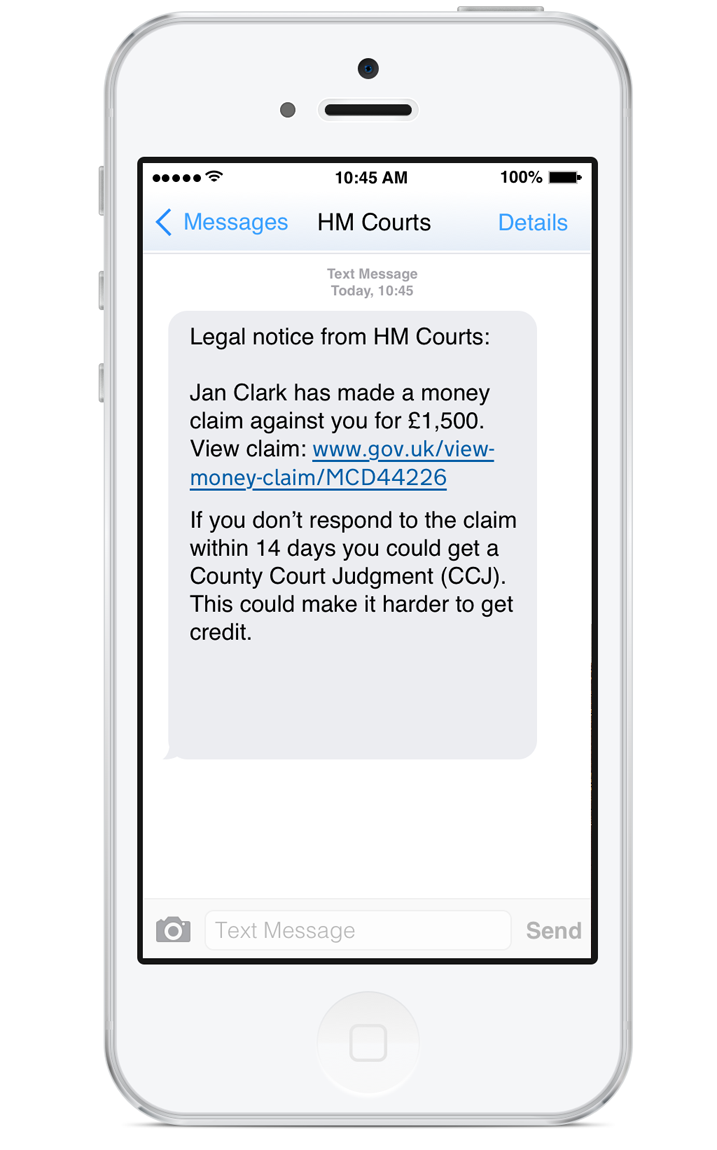 10:45 AM
100%
Messages
HM Courts
Details
Text Message
Today, 10:45
Legal notice from HM Courts:
Jan Clark has made a money
claim against you for £1,500.
View claim: www.gov.uk/view-
money-claim/MCD44226
If you don’t respond to the claim
within 14 days you could get a
County Court Judgment (CCJ).
This could make it harder to get
credit.
Text Message
Send